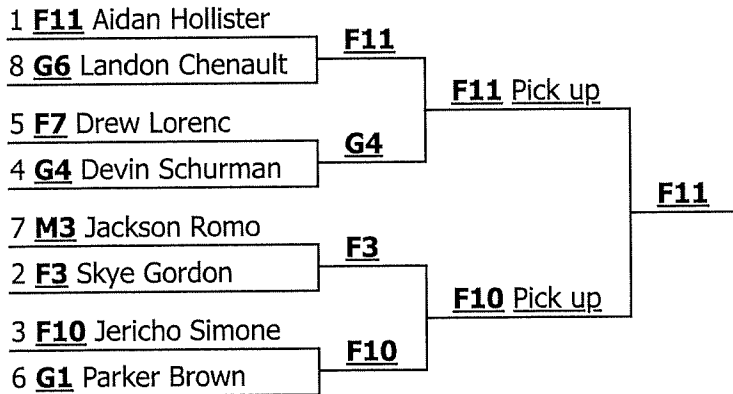 1 F11 Aidan Hollister
8 G6 Landon Chenault
5 F7 Drew Lorenc
4 G4 Devin Schurman
7 M3 Jackson Romo
2 F3 Skye Gordon
3 F10 Jericho Simone
6 G1 Parker Brown
F11
G4
F3
F10
F11 Pick up
F10 Pick up
F11